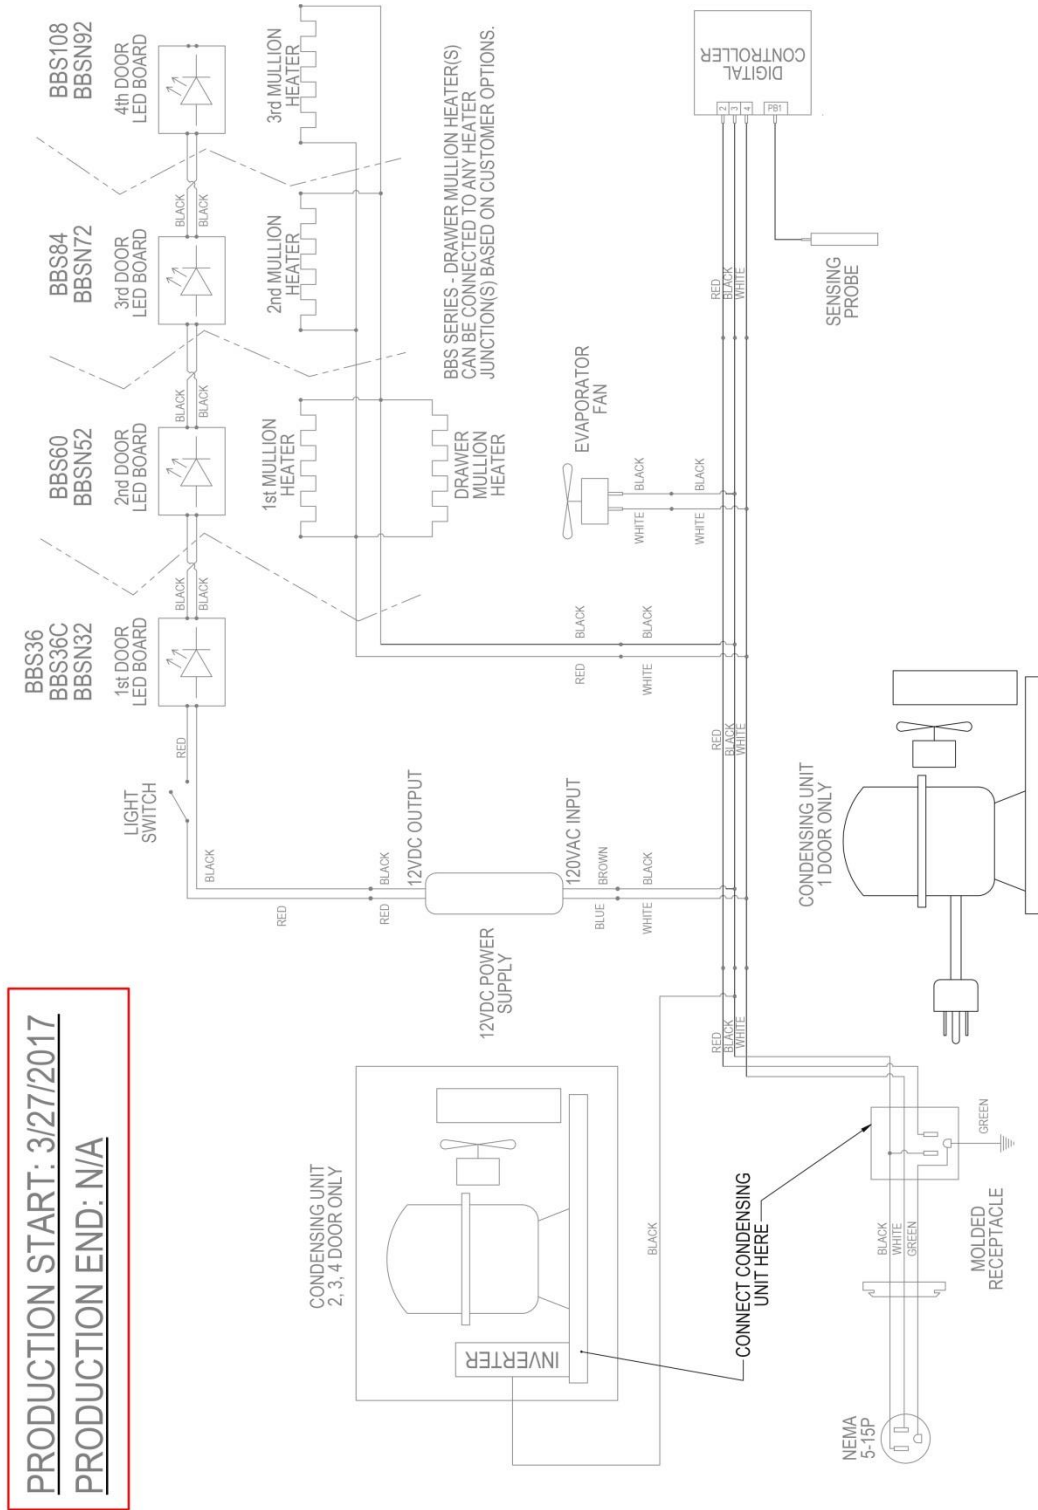 PRODUCTION START: 3/27/2017
PRODUCTION END: N/A
BBS36
BBS36C
BBSN32
BBS60
BBSN52
BBS84
BBSN72
BBS108
BBSN92
1st DOOR
LED BOARD
2nd DOOR
LED BOARD
3rd DOOR
LED BOARD
4th DOOR
LED BOARD
LIGHT
SWITCH
RED
BLACK
BLACK
BLACK
BLACK
BLACK
BLACK
BLACK
RED
BLACK
RED
BLACK
12VDC OUTPUT
12VDC POWER
SUPPLY
120VAC INPUT
BLUE
BROWN
WHITE
BLACK
1st MULLION
HEATER
2nd MULLION
HEATER
3rd MULLION
HEATER
DRAWER
MULLION
HEATER
BBS SERIES - DRAWER MULLION HEATER(S)
CAN BE CONNECTED TO ANY HEATER
JUNCTION(S) BASED ON CUSTOMER OPTIONS.
RED
BLACK
WHITE
BLACK
EVAPORATOR
FAN
WHITE
BLACK
WHITE
BLACK
CONDENSING UNIT
2, 3, 4 DOOR ONLY
INVERTER
BLACK
CONNECT CONDENSING
UNIT HERE
RED
BLACK
WHITE
RED
BLACK
WHITE
RED
BLACK
WHITE
DIGITAL
CONTROLLER
2
3
4
PB1
SENSING
PROBE
CONDENSING UNIT
1 DOOR ONLY
NEMA
5-15P
BLACK
WHITE
GREEN
MOLDED
RECEPTACLE
GREEN